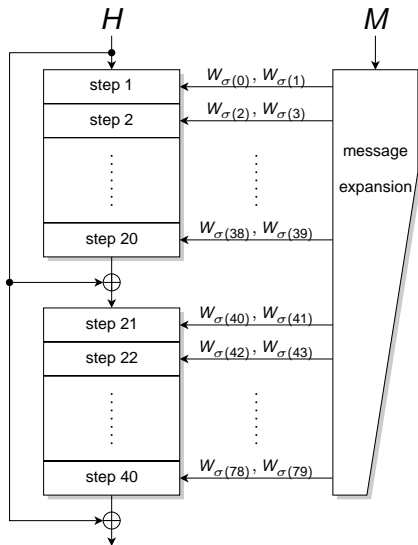 H M
step 1 W_σ(0), W_σ(1)
step 2 W_σ(2), W_σ(3)
message
expansion
step 20 W_σ(38), W_σ(39)
step 21 W_σ(40), W_σ(41)
step 22 W_σ(42), W_σ(43)
step 40 W_σ(78), W_σ(79)